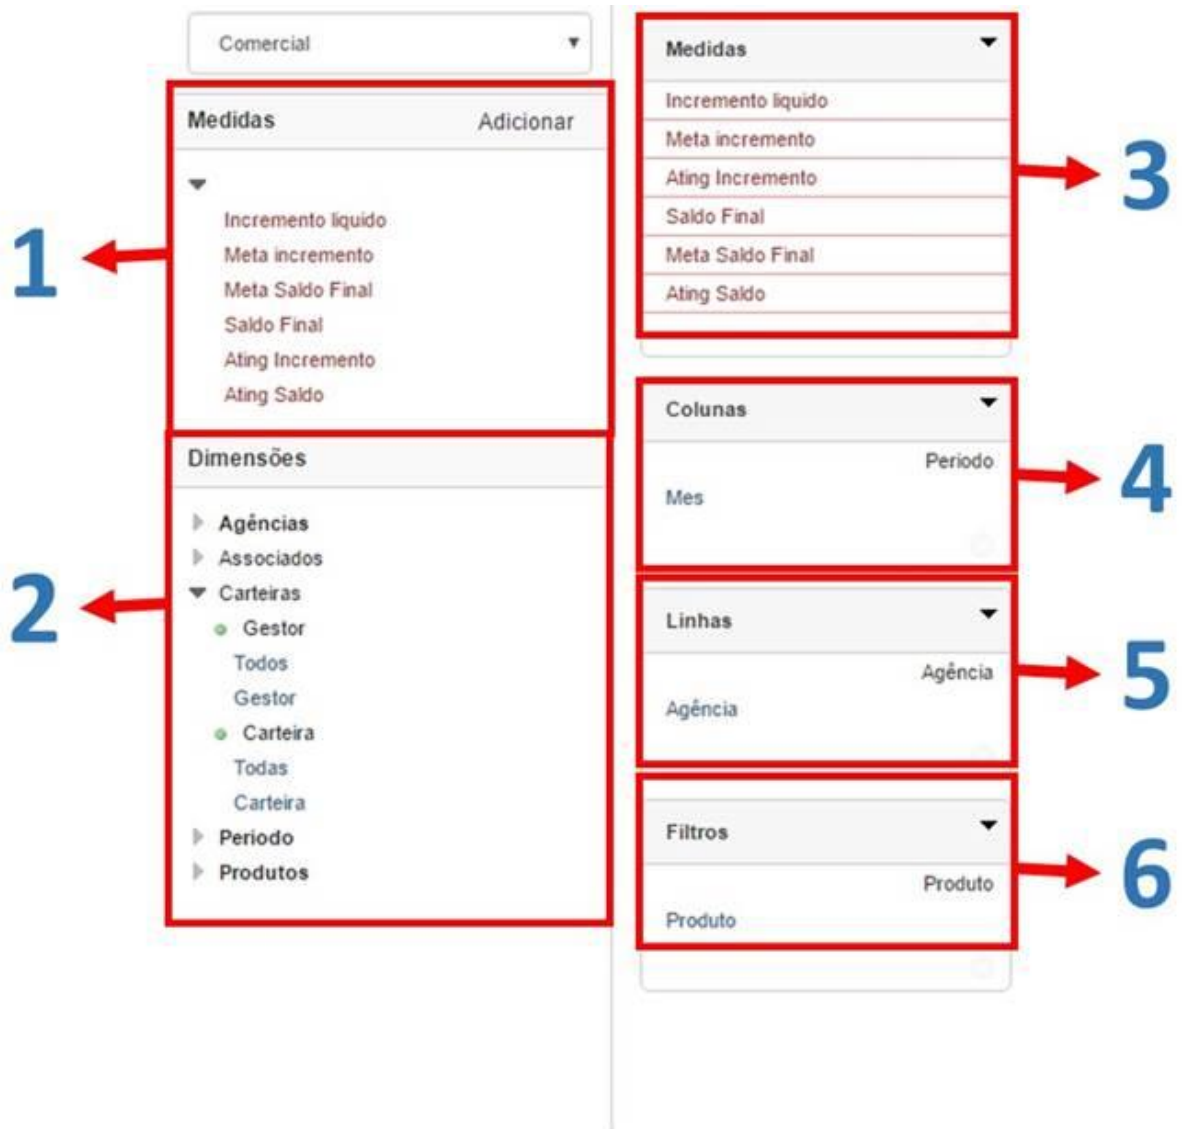 Comercial
Medidas Adicionar
Incremento liquido
Meta incremento
Meta Saldo Final
Saldo Final
Ating Incremento
Ating Saldo
1
Dimensões
Agências
Associados
Carteiras
Gestor
Todos
Gestor
Carteira
Todas
Carteira
Periodo
Produtos
2
Medidas
Incremento liquido
Meta incremento
Ating Incremento
Saldo Final
Meta Saldo Final
Ating Saldo
3
Colunas
Periodo
Mes
4
Linhas
Agência
Agência
5
Filtros
Produto
Produto
6